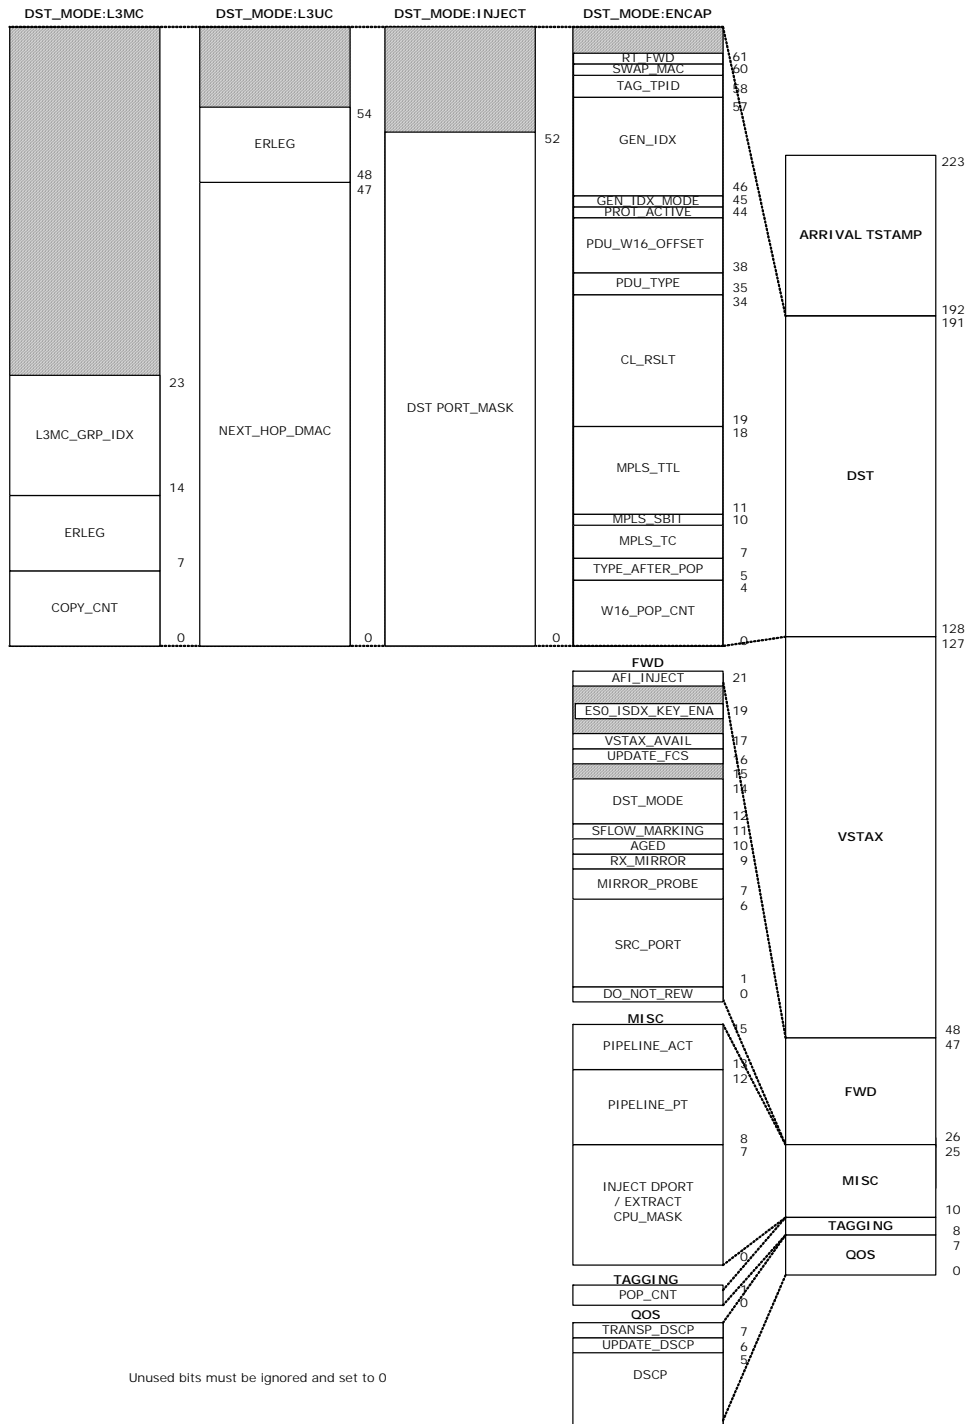 DST_MODE:L3MC DST_MODE:L3UC DST_MODE:INJECT DST_MODE:ENCAP
23
L3MC_GRP_IDX
14
ERLEG
7
COPY_CNT
0
54
ERLEG
48
47
NEXT_HOP_DMAC
0
52
DST PORT_MASK
0
RT_FWD
61
SWAP_MAC
60
TAG_TPID
58
57
GEN_IDX
46
GEN_IDX_MODE
45
PROT_ACTIVE
44
PDU_W16_OFFSET
38
PDU_TYPE
35
34
CL_RSLT
19
18
MPLS_TTL
11
MPLS_SBIT
10
MPLS_TC
7
TYPE_AFTER_POP
5
4
W16_POP_CNT
0
FWD
AFI_INJECT
21
ES0_ISDX_KEY_ENA
19
VSTAX_AVAIL
17
UPDATE_FCS
16
15
14
DST_MODE
12
SFLOW_MARKING
11
AGED
10
RX_MIRROR
9
MIRROR_PROBE
7
6
SRC_PORT
1
DO_NOT_REW
0
MISC
15
PIPELINE_ACT
13
12
PIPELINE_PT
8
7
INJECT DPORT
/ EXTRACT
CPU_MASK
0
TAGGING
1
POP_CNT
0
QOS
TRANSP_DSCP
7
UPDATE_DSCP
6
5
DSCP
223
ARRIVAL TSTAMP
192
191
DST
128
127
VSTAX
48
47
FWD
26
25
MISC
10
TAGGING
8
7
QOS
0
Unused bits must be ignored and set to 0